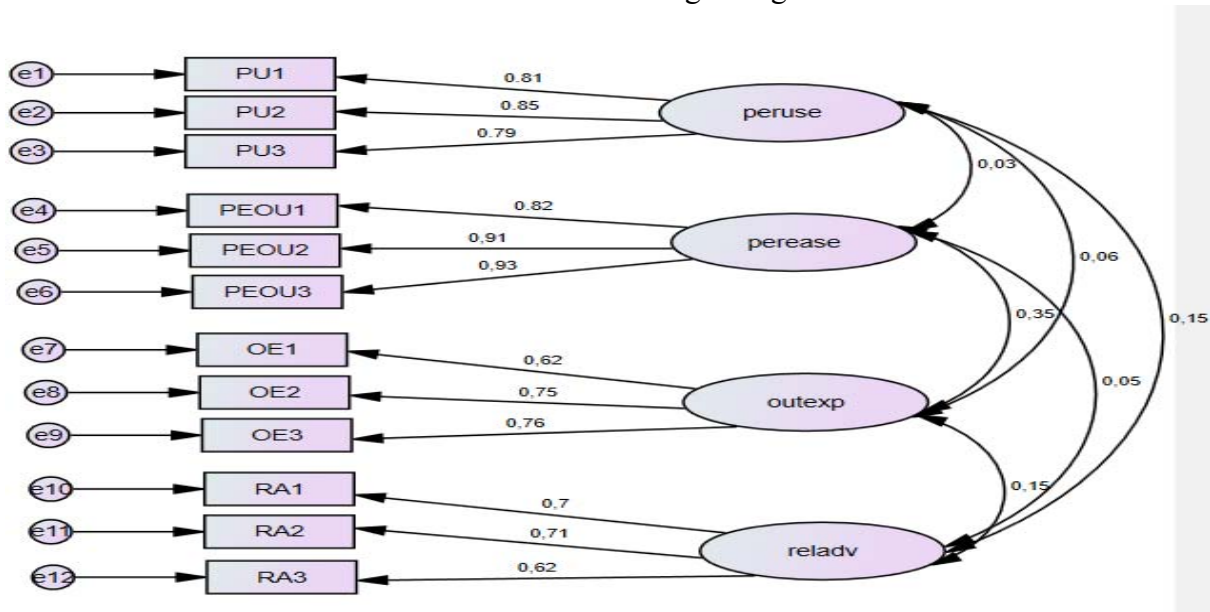 e1 PU1 0.81
e2 PU2 0.85 peruse
e3 PU3 0.79
0,03
e4 PEOU1 0.82
e5 PEOU2 0,91 perease
e6 PEOU3 0,93
0,06
0,35
0,15
e7 OE1 0,62
e8 OE2 0,75 outexp
e9 OE3 0,76
0,05
e10 RA1 0,7
0,15
e11 RA2 0,71 reladv
e12 RA3 0,62